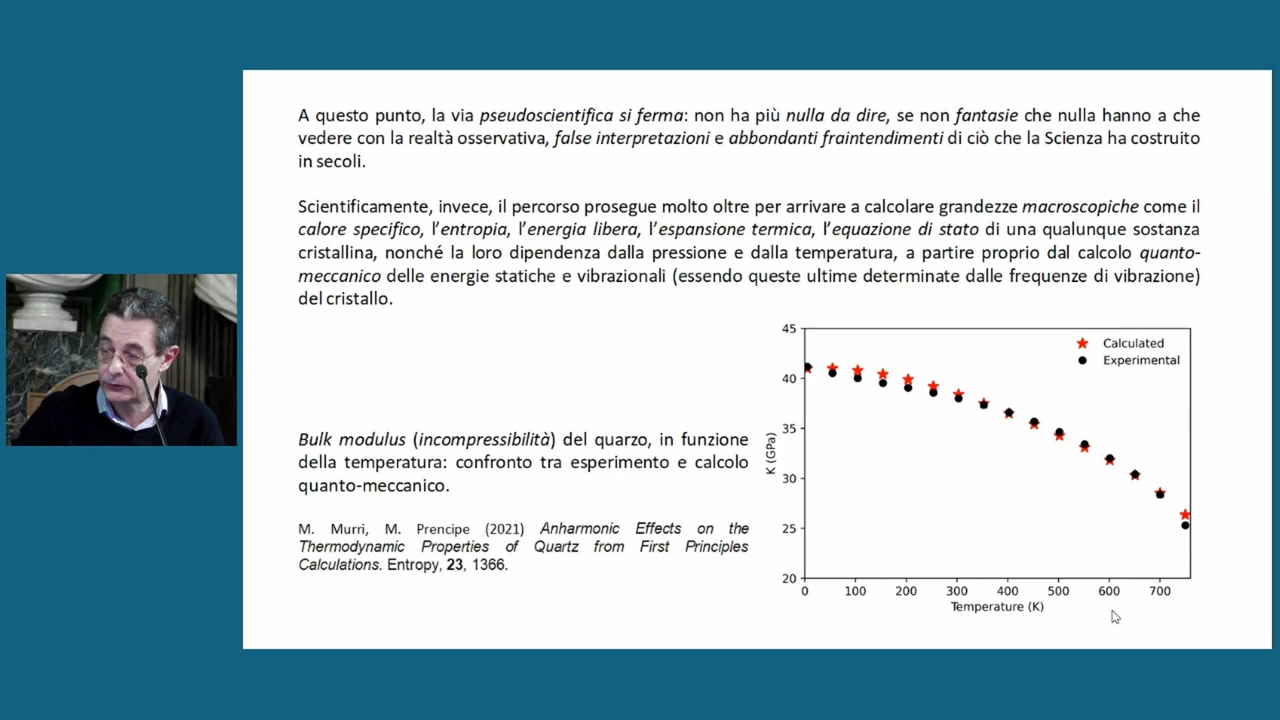 A questo punto, la via pseudoscientifica si ferma: non ha più nulla da dire, se non fantasie che nulla hanno a che
vedere con la realtà osservativa, false interpretazioni e abbondanti fraintendimenti di ciò che la Scienza ha costruito
in secoli.
Scientificamente, invece, il percorso prosegue molto oltre per arrivare a calcolare grandezze macroscopiche come il
calore specifico, l'entropia, l'energia libera, l'espansione termica, l'equazione di stato di una qualunque sostanza
cristallina, nonché la loro dipendenza dalla pressione e dalla temperatura, a partire proprio dal calcolo quanto-
meccanico delle energie statiche e vibrazionali (essendo queste ultime determinate dalle frequenze di vibrazione)
del cristallo.
Bulk modulus (incompressibilità) del quarzo, in funzione
della temperatura: confronto tra esperimento e calcolo
quanto-meccanico.
M. Murri, M. Prencipe (2021) Anharmonic Effects on the
Thermodynamic Properties of Quartz from First Principles
Calculations. Entropy, 23, 1366.
45
40
35
30
25
20
K (GPa)
Calculated
Experimental
0 100 200 300 400 500 600 700
Temperature (K)